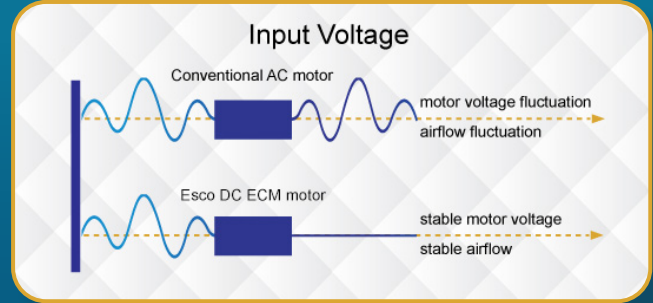 Input Voltage
Conventional AC motor
motor voltage fluctuation
airflow fluctuation
Esco DC ECM motor
stable motor voltage
stable airflow